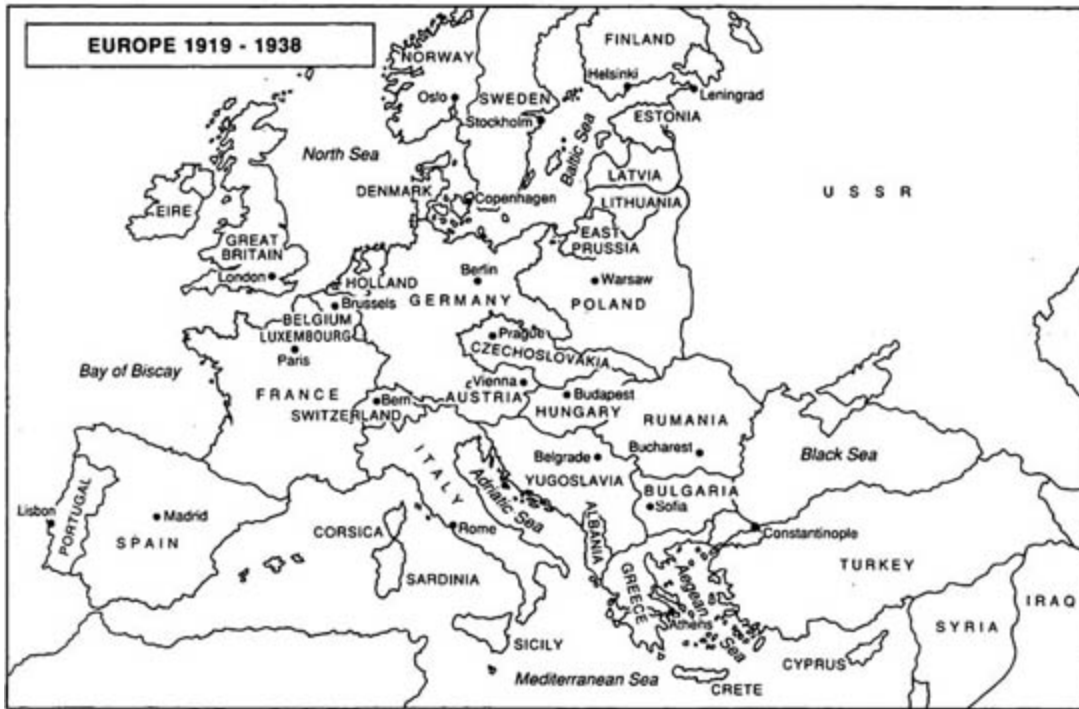 EUROPE 1919 - 1938
NORWAY
FINLAND
Helsinki
Oslo
SWEDEN
Leningrad
Stockholm
ESTONIA
North Sea
Baltic Sea
LATVIA
DENMARK
Copenhagen
LITHUANIA
USSR
EIRE
EAST
PRUSSIA
GREAT
BRITAIN
London
HOLLAND
Berlin
Warsaw
GERMANY
POLAND
Brussels
BELGIUM
LUXEMBOURG
Paris
Prague
CZECHOSLOVAKIA
Bay of Biscay
FRANCE
Bern
SWITZERLAND
Vienna
AUSTRIA
Budapest
HUNGARY
RUMANIA
ITALY
Belgrade
Bucharest
Black Sea
YUGOSLAVIA
Adriatic Sea
BULGARIA
Sofia
Lisbon
PORTUGAL
Madrid
SPAIN
CORSICA
Rome
ALBANIA
Constantinople
SARDINIA
GREECE
Aegean Sea
Athens
TURKEY
IRAQ
SYRIA
SICILY
CYPRUS
Mediterranean Sea
CRETE